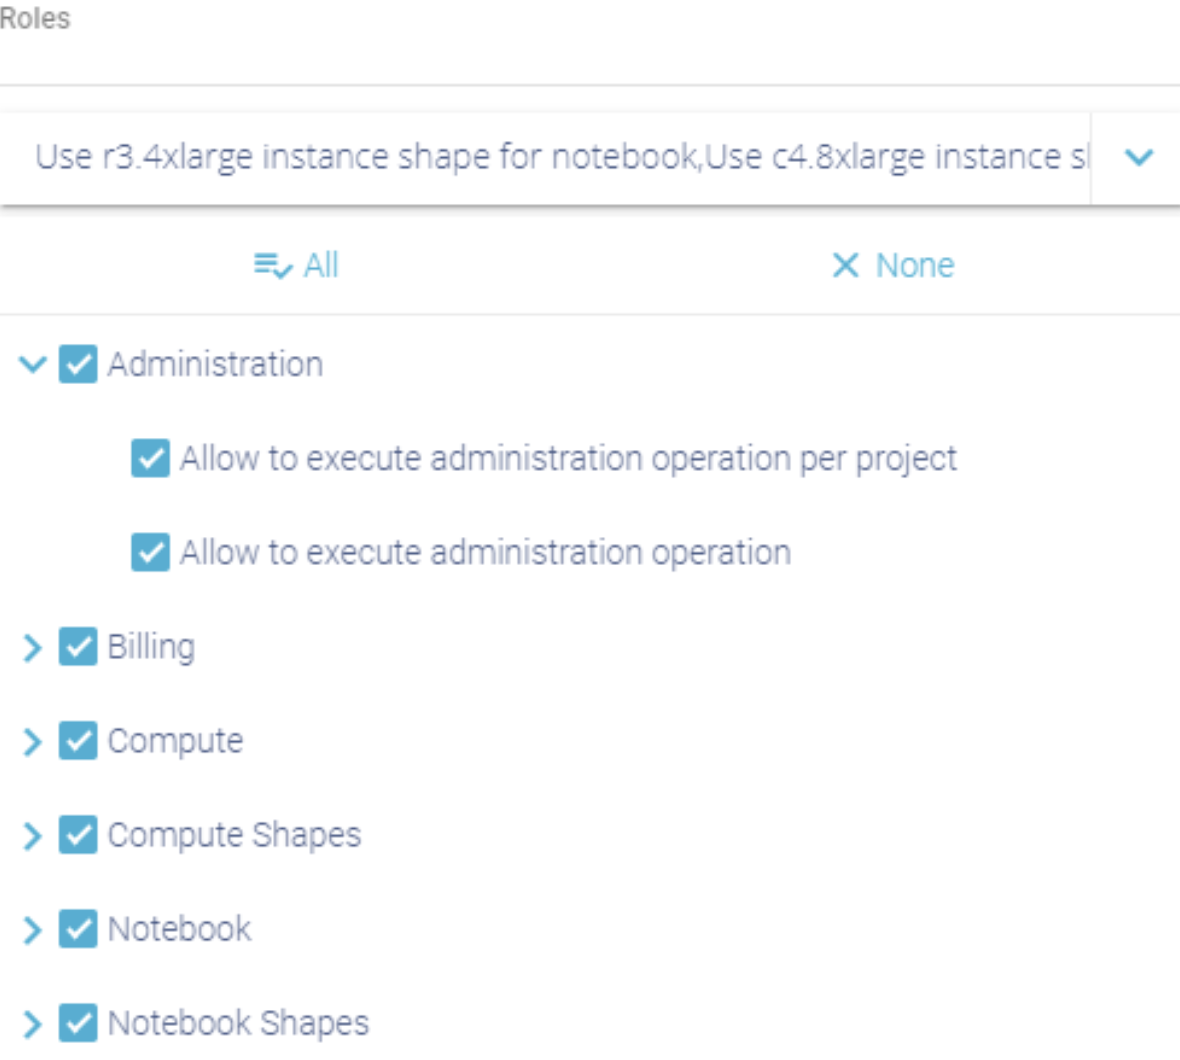 Roles
Use r3.4xlarge instance shape for notebook,Use c4.8xlarge instance
All
None
Administration
Allow to execute administration operation per project
Allow to execute administration operation
Billing
Compute
Compute Shapes
Notebook
Notebook Shapes